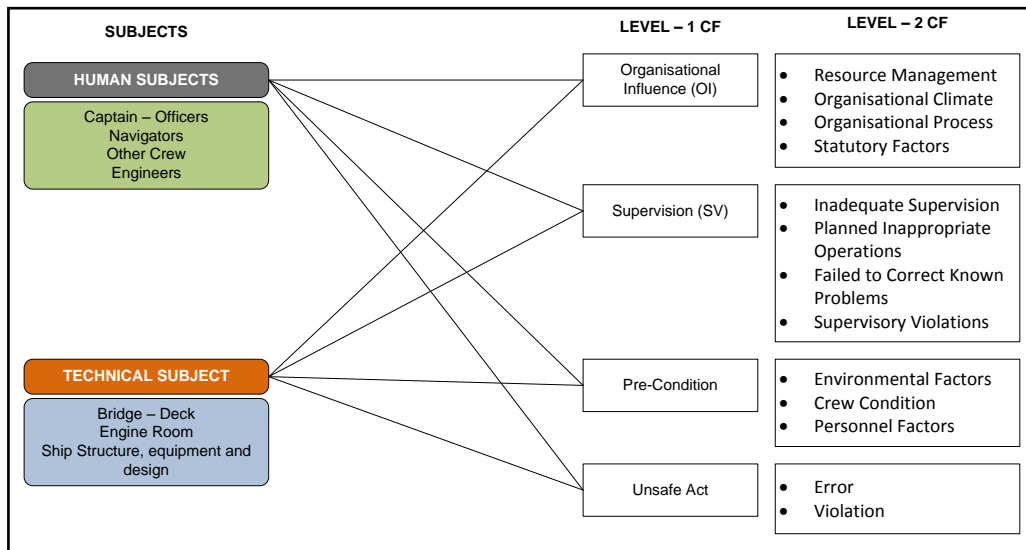 SUBJECTS
LEVEL – 1 CF
LEVEL – 2 CF
HUMAN SUBJECTS
Captain – Officers
Navigators
Other Crew
Engineers
TECHNICAL SUBJECT
Bridge – Deck
Engine Room
Ship Structure, equipment and
design
Organisational
Influence (OI)
Supervision (SV)
Pre-Condition
Unsafe Act
• Resource Management
• Organisational Climate
• Organisational Process
• Statutory Factors
• Inadequate Supervision
• Planned Inappropriate
Operations
• Failed to Correct Known
Problems
• Supervisory Violations
• Environmental Factors
• Crew Condition
• Personnel Factors
• Error
• Violation